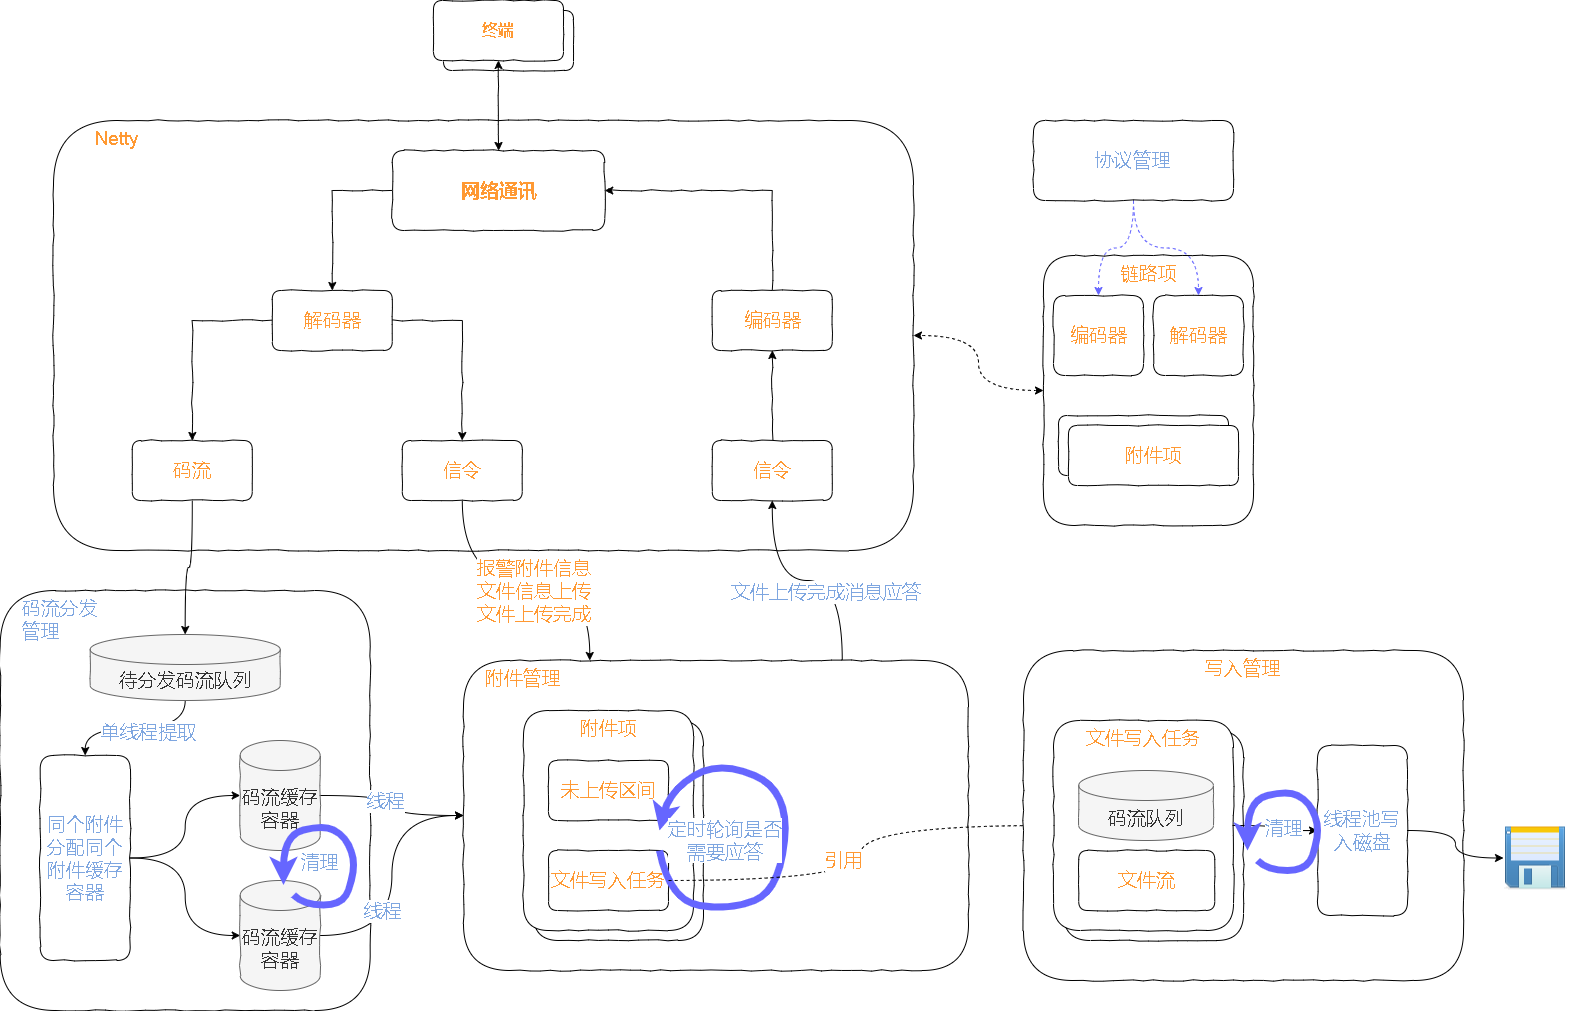 终端
Netty
网络通讯
协议管理
链路项
编码器
解码器
附件项
解码器
编码器
码流
信令
信令
报警附件信息
文件信息上传
文件上传完成
文件上传完成消息应答
码流分发
管理
待分发码流队列
单线程提取
同个附件
分配同个
附件缓存
容器
码流缓存
容器
清理
码流缓存
容器
线程
线程
附件管理
附件项
未上传区间
定时轮询是否
需要应答
文件写入任务
引用
写入管理
文件写入任务
码流队列
文件流
清理
线程池写
入磁盘